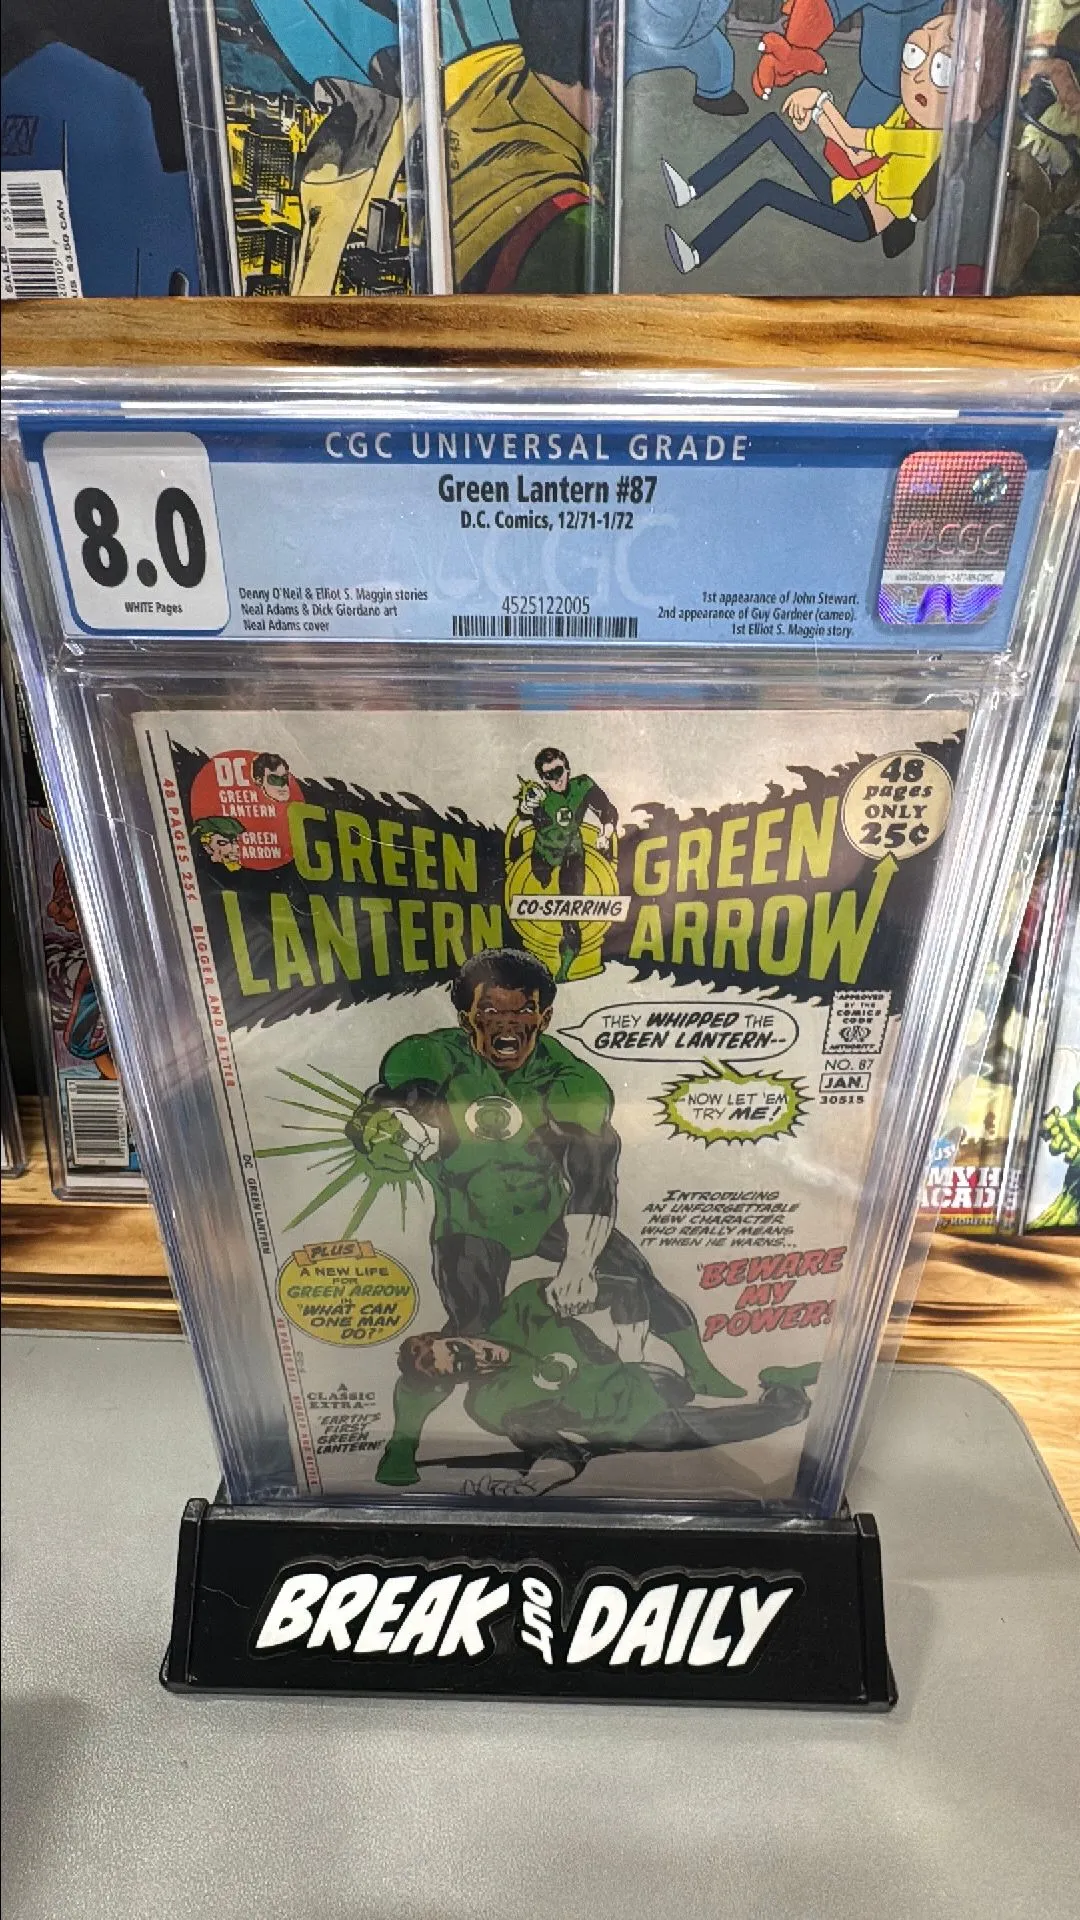 CGC UNIVERSAL GRADE
8.0
WHITE Pages
Green Lantern #87
D.C. Comics, 12/71-1/72
Denny O'Neil & Elliot S. Maggin stories
Neal Adams & Dick Giordano art
Neal Adams cover
4525122005
1st appearance of John Stewart.
2nd appearance of Guy Gardner (cameo).
1st Elliot S. Maggin story.
CGC
48 PAGES 25¢ BIGGER AND BETTER
DC GREEN LANTERN
DC
GREEN
LANTERN
GREEN
ARROW
GREEN
LANTERN
CO-STARRING
GREEN
ARROW
48
pages
ONLY
25¢
APPROVED
BY THE
COMICS
CODE
AUTHORITY
NO. 87
JAN.
30515
THEY WHIPPED THE
GREEN LANTERN--
NOW LET 'EM
TRY ME!
INTRODUCING
AN UNFORGETTABLE
NEW CHARACTER
WHO REALLY MEANS
IT WHEN HE WARNS...
"BEWARE
MY
POWER!
PLUS
A NEW LIFE
FOR
GREEN ARROW
IN
"WHAT CAN
ONE MAN
DO?"
A
CLASSIC
EXTRA--
"EARTH'S
FIRST
GREEN
LANTERN!"
BREAK OUT DAILY